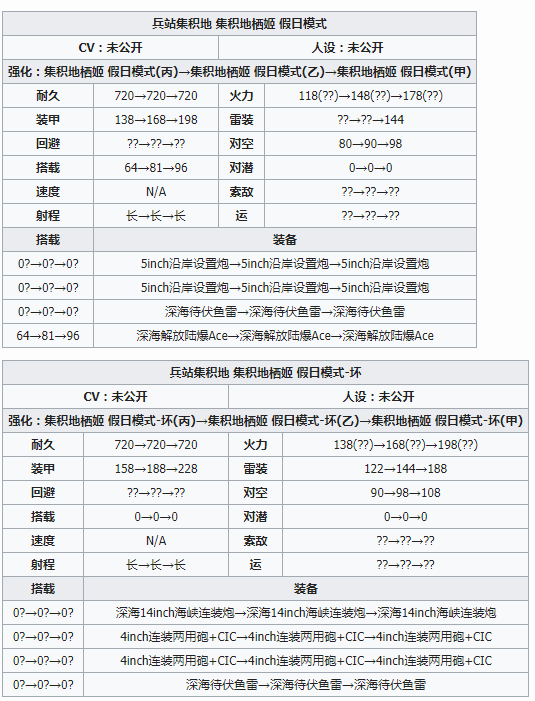 兵站集积地 集积地栖姬 假日模式
CV：未公开 人设：未公开
强化：集积地栖姬 假日模式(丙)→集积地栖姬 假日模式(乙)→集积地栖姬 假日模式(甲)
耐久 720→720→720 火力 118(??)→148(??)→178(??)
装甲 138→168→198 雷装 ??→??→144
回避 ??→??→?? 对空 80→90→98
搭载 64→81→96 对潜 0→0→0
速度 N/A 索敌 ??→??→??
射程 长→长→长 运 ??→??→??
搭载 装备
0?→0?→0? 5inch沿岸设置炮→5inch沿岸设置炮→5inch沿岸设置炮
0?→0?→0? 5inch沿岸设置炮→5inch沿岸设置炮→5inch沿岸设置炮
0?→0?→0? 深海待伏鱼雷→深海待伏鱼雷→深海待伏鱼雷
64→81→96 深海解放陆爆Ace→深海解放陆爆Ace→深海解放陆爆Ace
兵站集积地 集积地栖姬 假日模式-坏
CV：未公开 人设：未公开
强化：集积地栖姬 假日模式-坏(丙)→集积地栖姬 假日模式-坏(乙)→集积地栖姬 假日模式-坏(甲)
耐久 720→720→720 火力 138(??)→168(??)→198(??)
装甲 158→188→228 雷装 122→144→188
回避 ??→??→?? 对空 90→98→108
搭载 0→0→0 对潜 0→0→0
速度 N/A 索敌 ??→??→??
射程 长→长→长 运 ??→??→??
搭载 装备
0?→0?→0? 深海14inch海峡连装炮→深海14inch海峡连装炮→深海14inch海峡连装炮
0?→0?→0? 4inch连装两用砲+CIC→4inch连装两用砲+CIC→4inch连装两用砲+CIC
0?→0?→0? 4inch连装两用砲+CIC→4inch连装两用砲+CIC→4inch连装两用砲+CIC
0?→0?→0? 深海待伏鱼雷→深海待伏鱼雷→深海待伏鱼雷